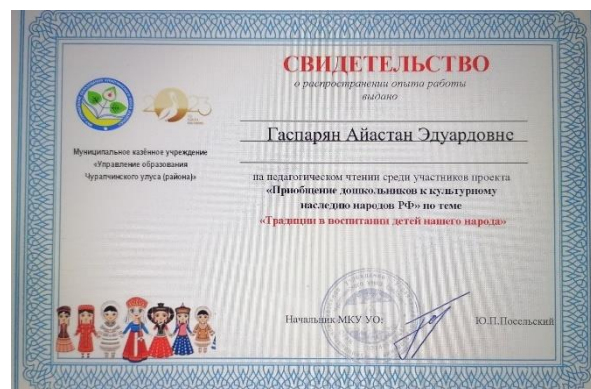 СВИДЕТЕЛЬСТВО
о распространении опыта работы
выдано
Гаспарян Айастан Эдуардовне
Муниципальное казённое учреждение
«Управление образования
Чурапчинского улуса (района)»
на педагогическом чтении среди участников проекта
«Приобщение дошкольников к культурному
наследию народов РФ» по теме
«Традиции в воспитании детей нашего народа»
Начальник МКУ УО:
Ю.П.Посельский